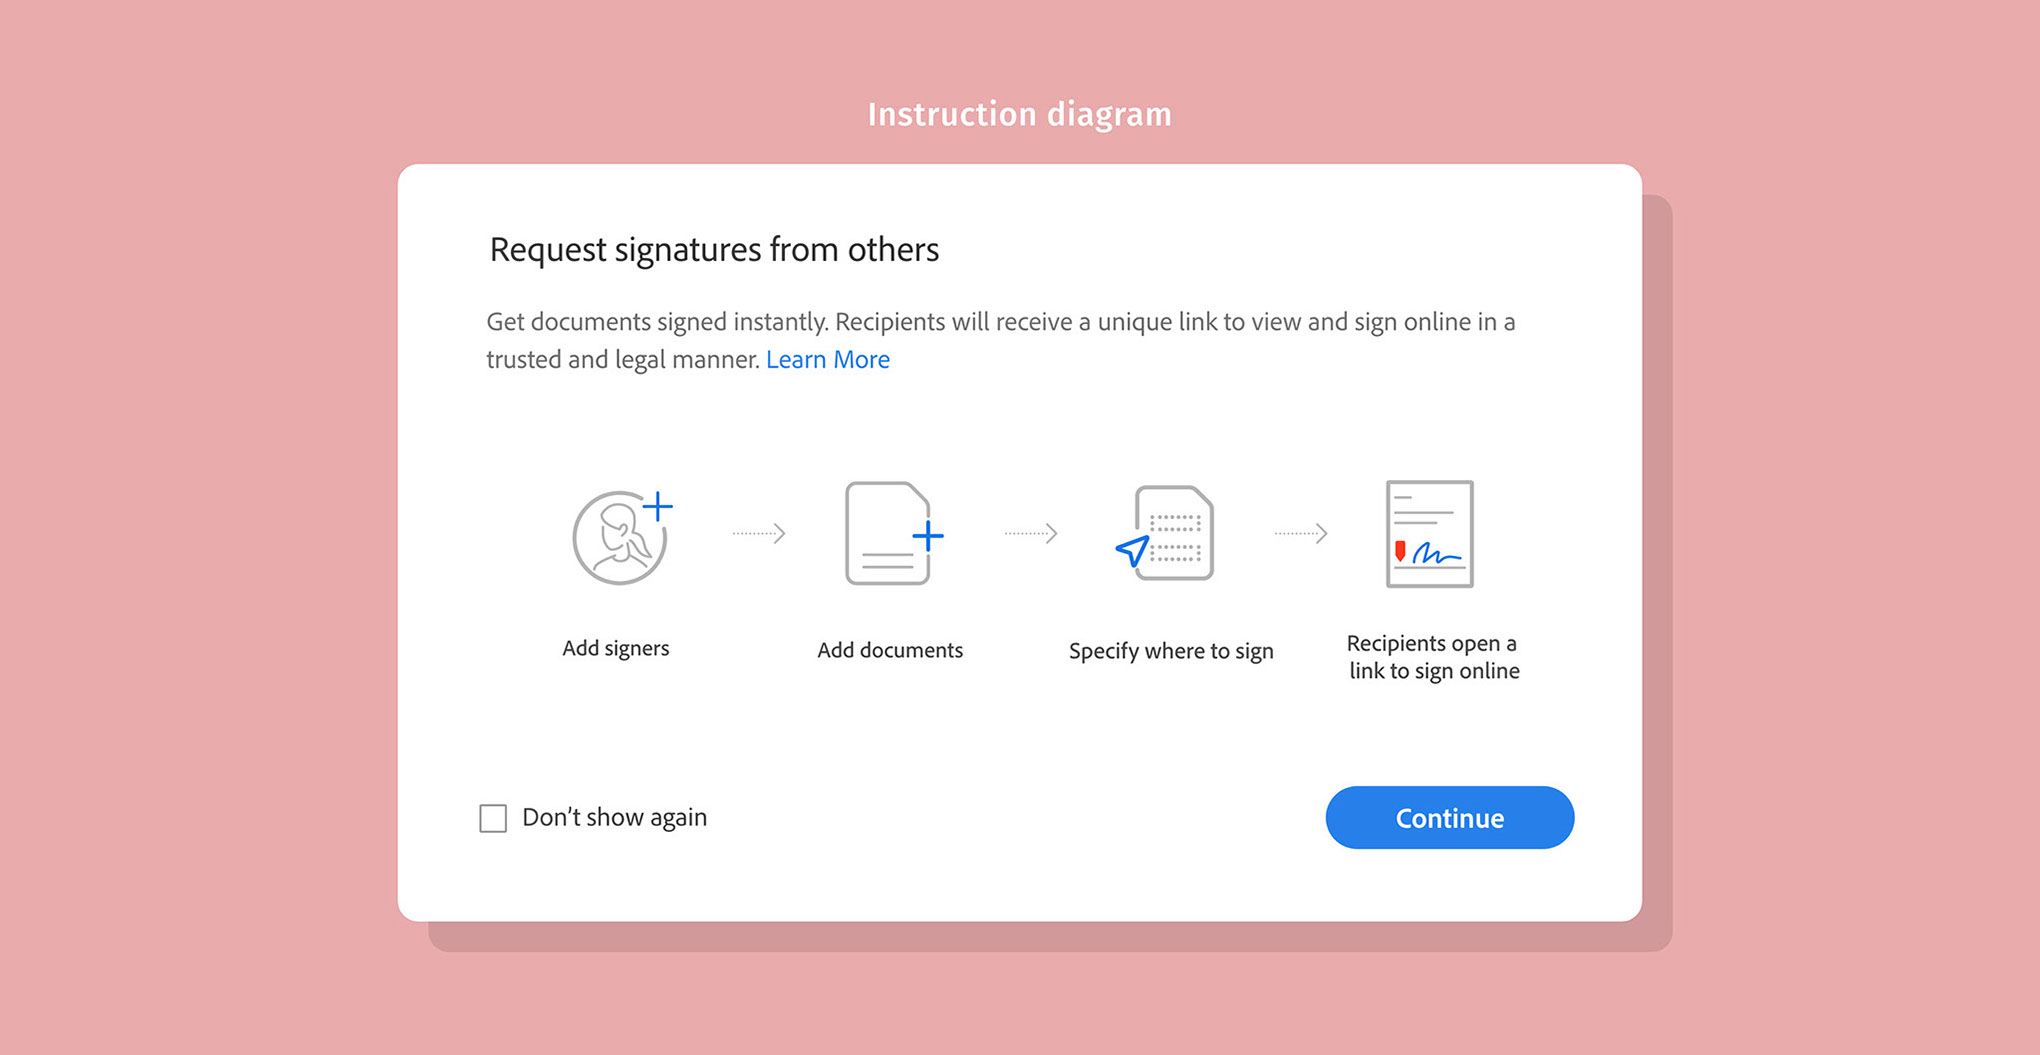 Instruction diagram
Request signatures from others
Get documents signed instantly. Recipients will receive a unique link to view and sign online in a
trusted and legal manner. Learn More
Add signers
Add documents
Specify where to sign
Recipients open a
link to sign online
Don’t show again
Continue